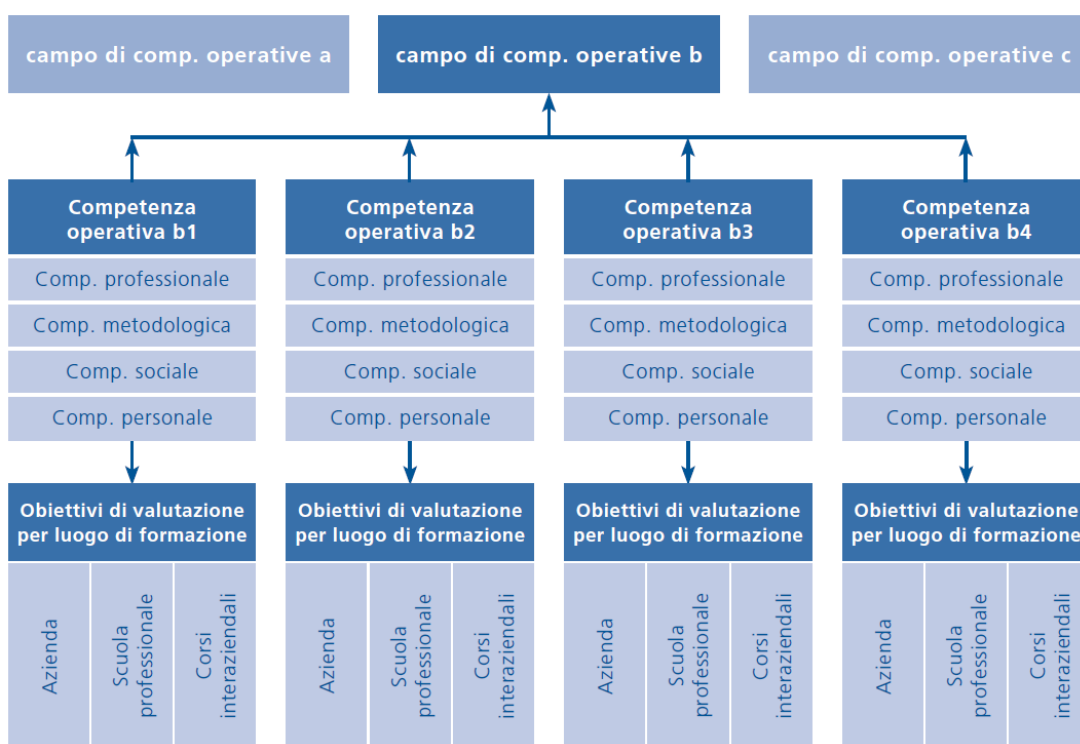 campo di comp. operative a
campo di comp. operative b
campo di comp. operative c
Competenza
operativa b1
Comp. professionale
Comp. metodologica
Comp. sociale
Comp. personale
Obiettivi di valutazione
per luogo di formazione
Azienda
Scuola
professionale
Corsi
interaziendali
Competenza
operativa b2
Comp. professionale
Comp. metodologica
Comp. sociale
Comp. personale
Obiettivi di valutazione
per luogo di formazione
Azienda
Scuola
professionale
Corsi
interaziendali
Competenza
operativa b3
Comp. professionale
Comp. metodologica
Comp. sociale
Comp. personale
Obiettivi di valutazione
per luogo di formazione
Azienda
Scuola
professionale
Corsi
interaziendali
Competenza
operativa b4
Comp. professionale
Comp. metodologica
Comp. sociale
Comp. personale
Obiettivi di valutazione
per luogo di formazione
Azienda
Scuola
professionale
Corsi
interaziendali